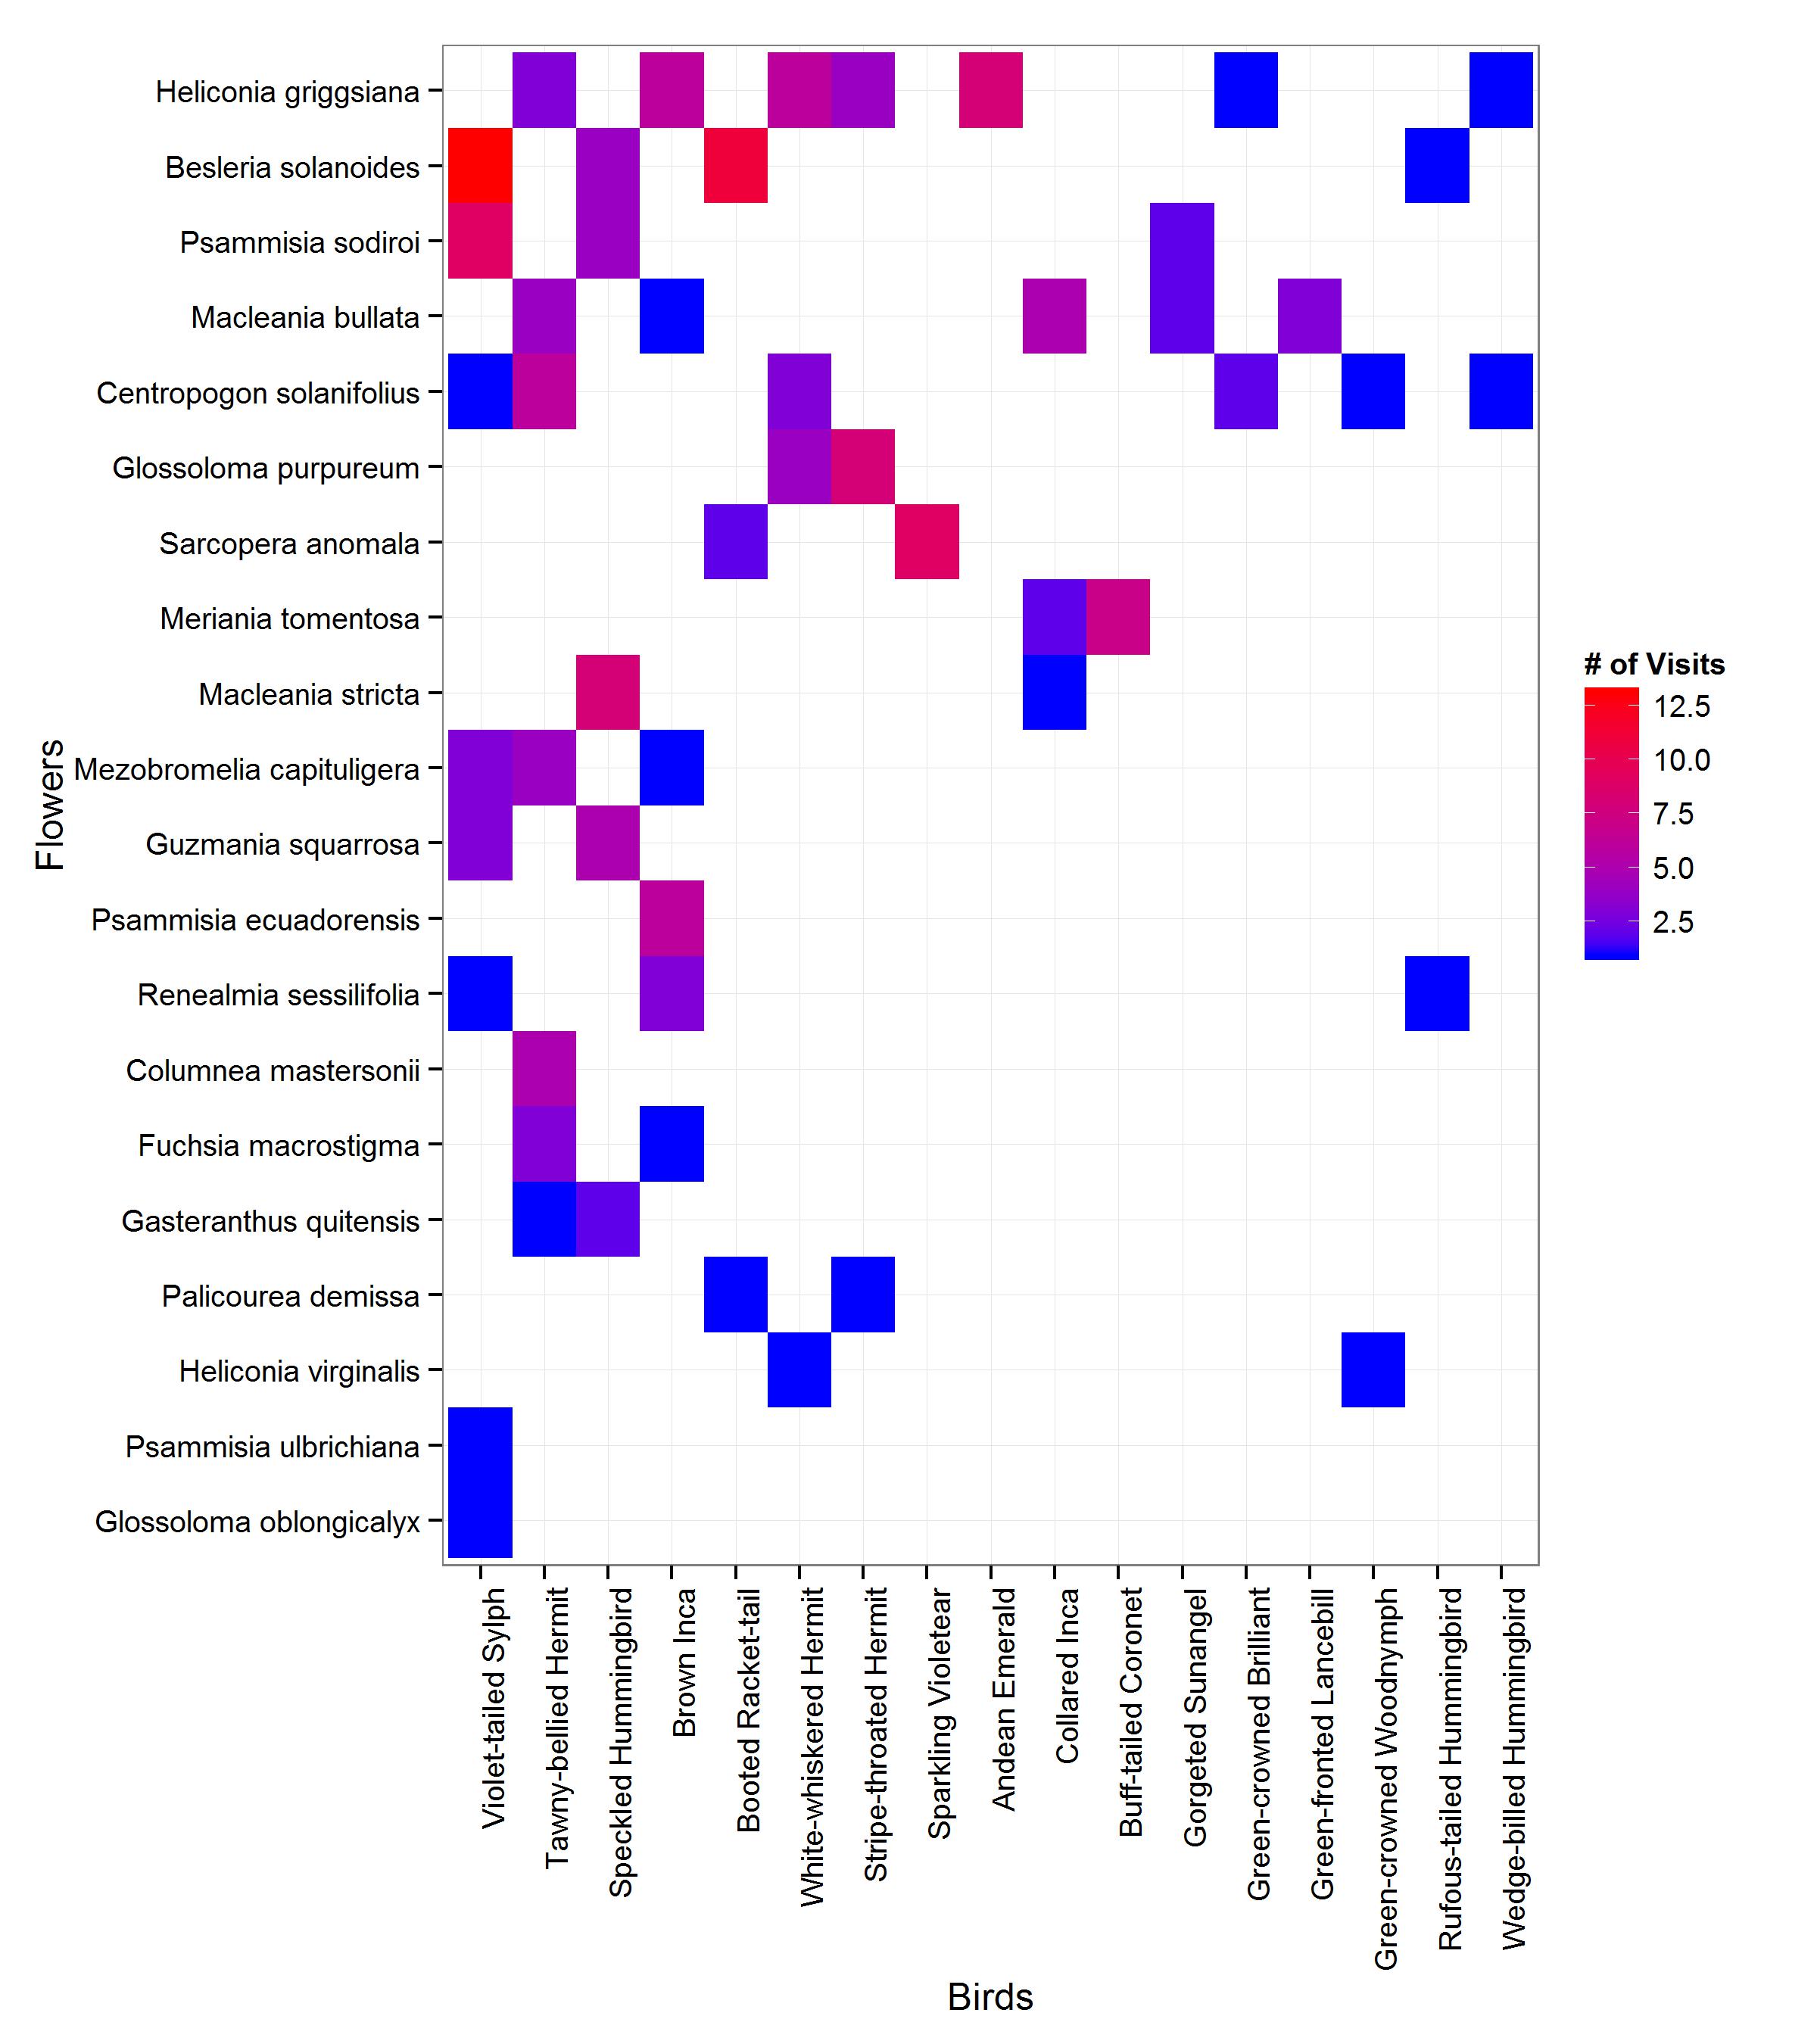 Heliconia griggsiana
Besleria solanoides
Psammisia sodiroi
Macleania bullata
Centropogon solanifolius
Glossoloma purpureum
Sarcopera anomala
Meriania tomentosa
Macleania stricta
Mezobromelia capituligera
Guzmania squarrosa
Psammisia ecuadorensis
Renealmia sessilifolia
Columnea mastersonii
Fuchsia macrostigma
Gasteranthus quitensis
Palicourea demissa
Heliconia virginalis
Psammisia ulbrichiana
Glossoloma oblongicalyx
Flowers
Violet-tailed Sylph
Tawny-bellied Hermit
Speckled Hummingbird
Brown Inca
Booted Racket-tail
White-whiskered Hermit
Stripe-throated Hermit
Sparkling Violetear
Andean Emerald
Collared Inca
Buff-tailed Coronet
Gorgeted Sunangel
Green-crowned Brilliant
Green-fronted Lancebill
Green-crowned Woodnymph
Rufous-tailed Hummingbird
Wedge-billed Hummingbird
Birds
# of Visits
12.5
10.0
7.5
5.0
2.5